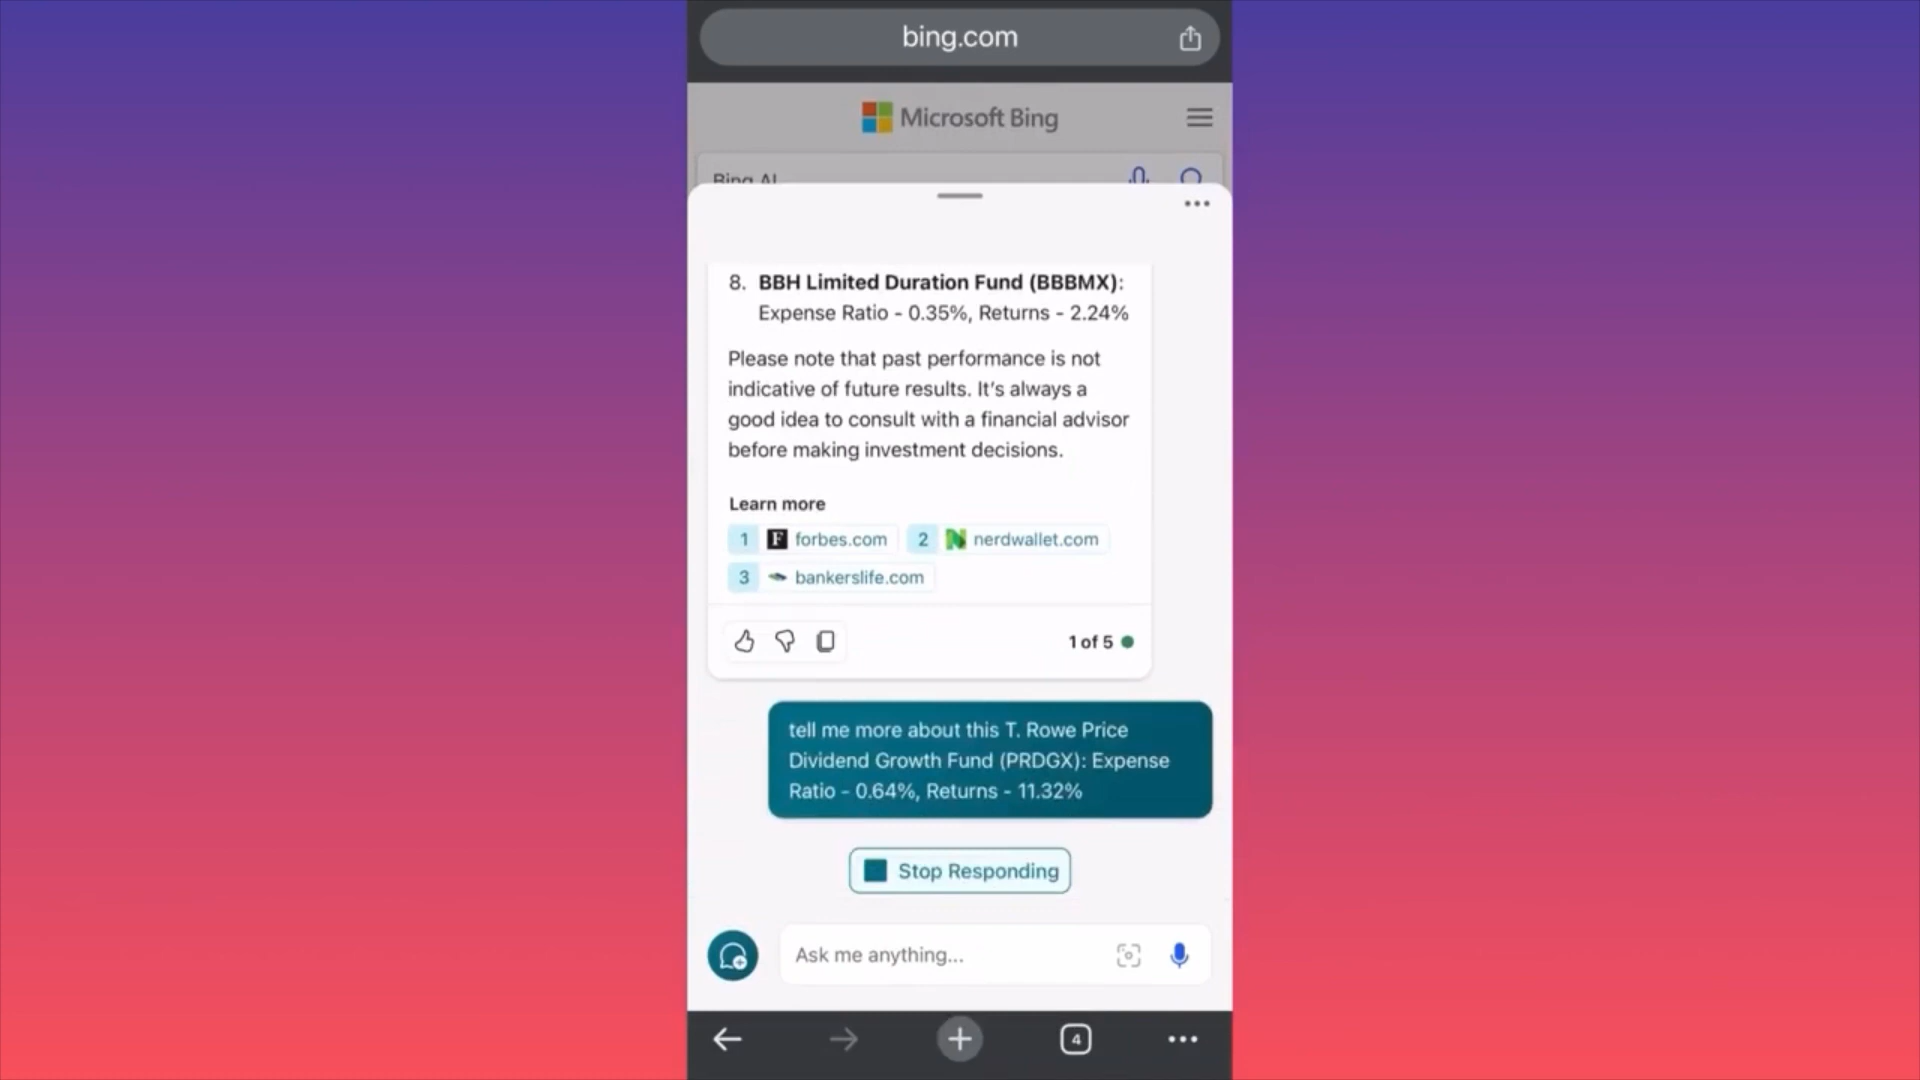 bing.com
Microsoft Bing
Bing AI
8. BBH Limited Duration Fund (BBBMX):
Expense Ratio - 0.35%, Returns - 2.24%
Please note that past performance is not
indicative of future results. It’s always a
good idea to consult with a financial advisor
before making investment decisions.
Learn more
1 F forbes.com 2 nerdwallet.com
3 bankerslife.com
1 of 5
tell me more about this T. Rowe Price
Dividend Growth Fund (PRDGX): Expense
Ratio - 0.64%, Returns - 11.32%
Stop Responding
Ask me anything...
4